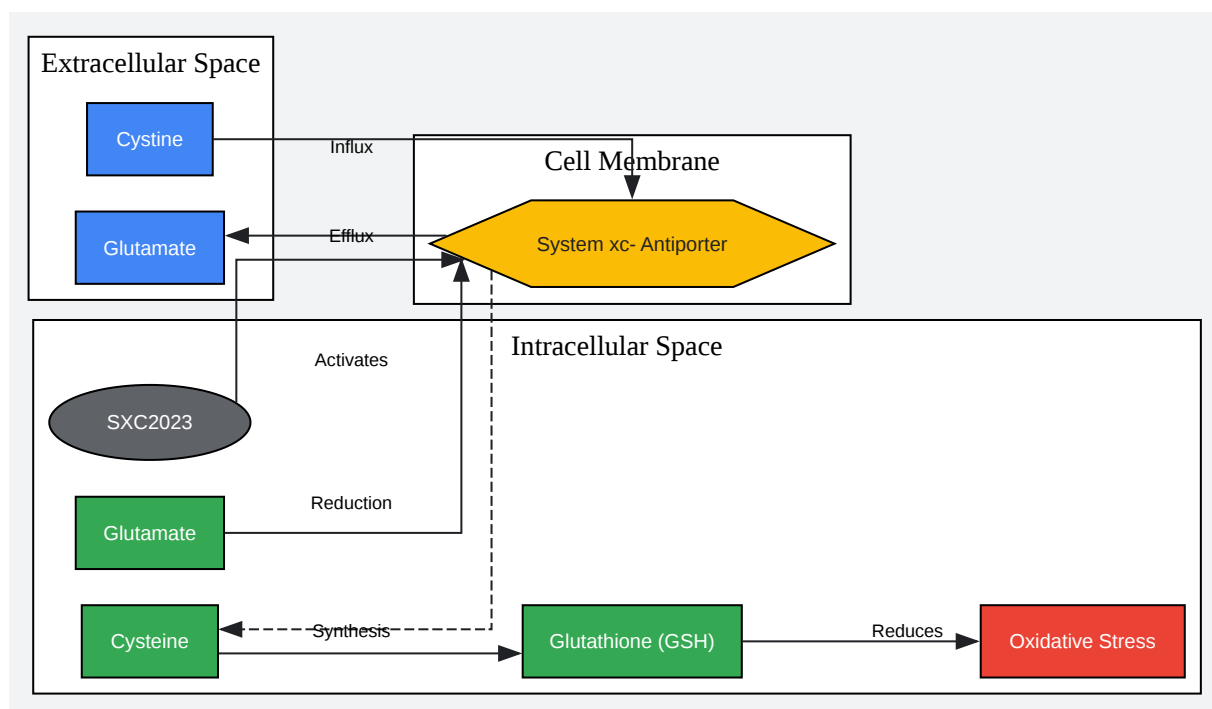 Extracellular Space
Cystine
Influx
Cell Membrane
Glutamate
Efflux
System xc- Antiporter
Intracellular Space
Activates
SXC2023
Reduction
Glutamate
Cysteine
Synthesis
Glutathione (GSH)
Reduces
Oxidative Stress